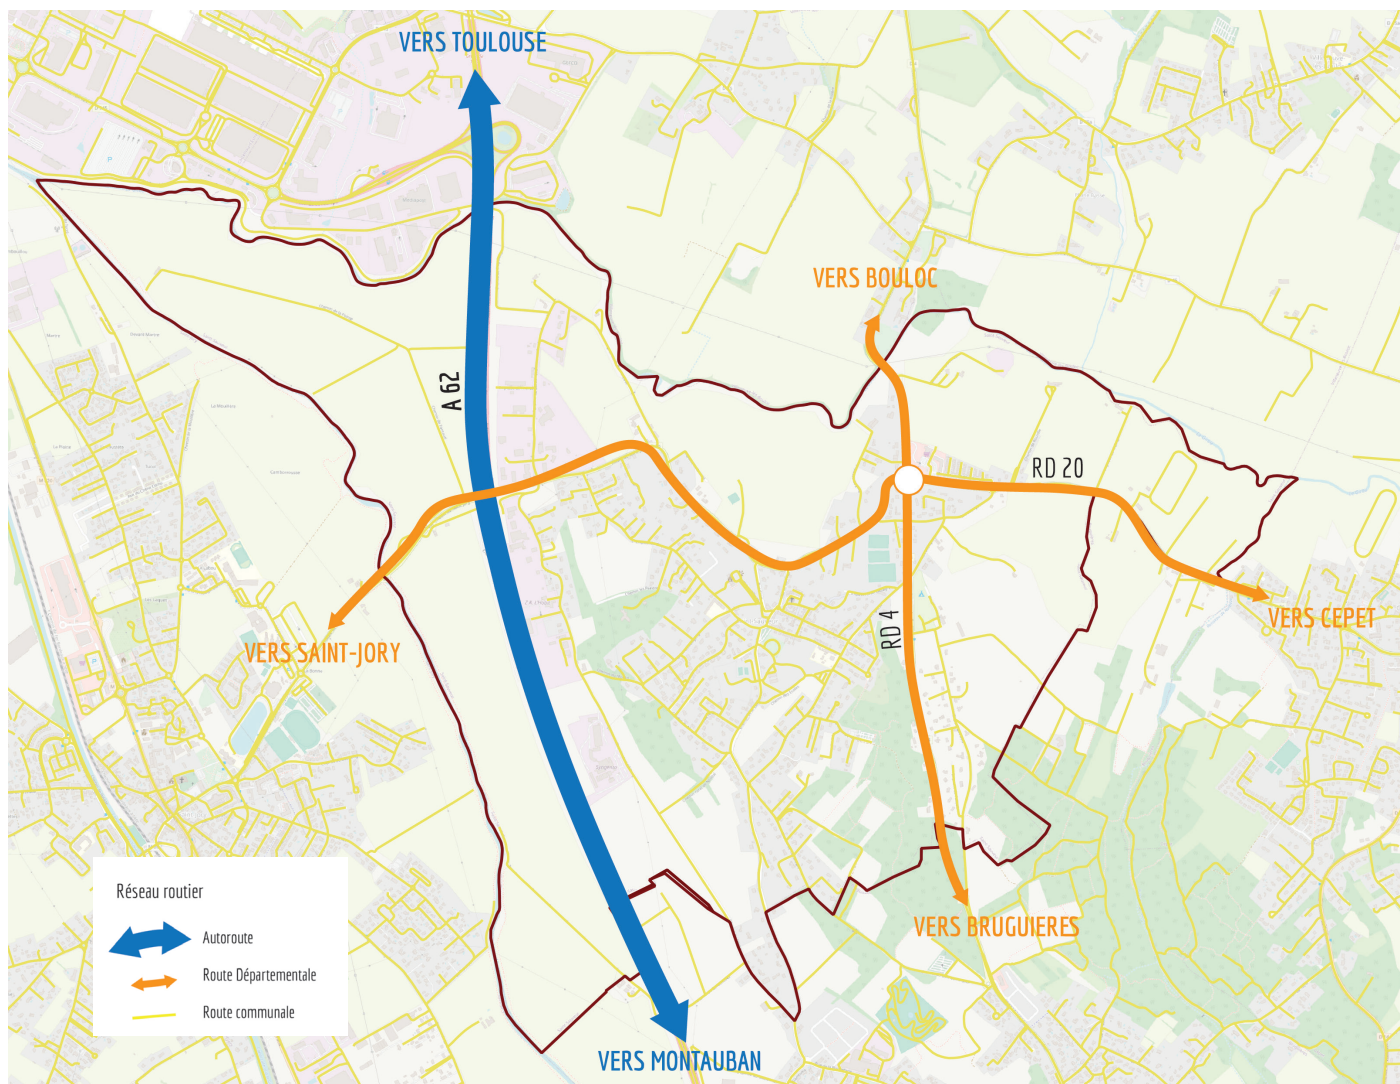 VERS TOULOUSE
VERS BOULOC
A 62
RD 20
RD 4
VERS CEPET
VERS SAINT-JORY
VERS BRUGUIERES
VERS MONTAUBAN
Réseau routier
Autoroute
Route Départementale
Route communale